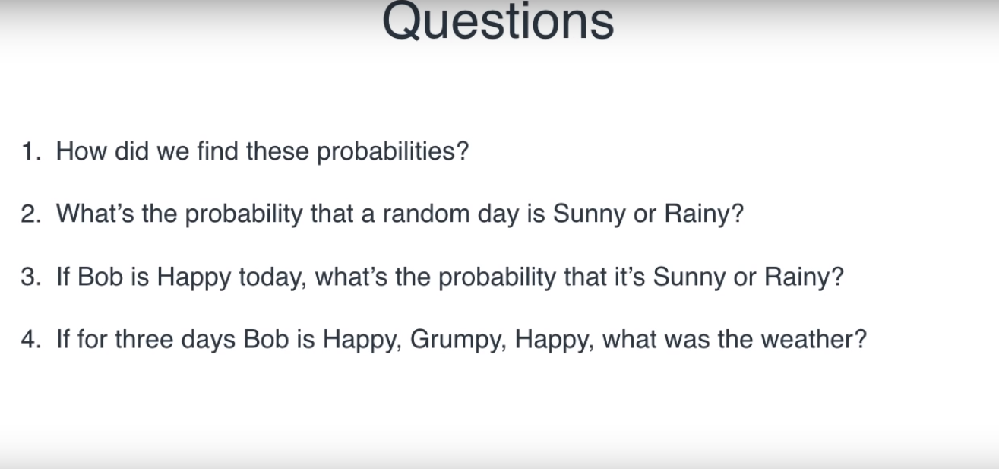 Questions
1. How did we find these probabilities?
2. What’s the probability that a random day is Sunny or Rainy?
3. If Bob is Happy today, what’s the probability that it’s Sunny or Rainy?
4. If for three days Bob is Happy, Grumpy, Happy, what was the weather?